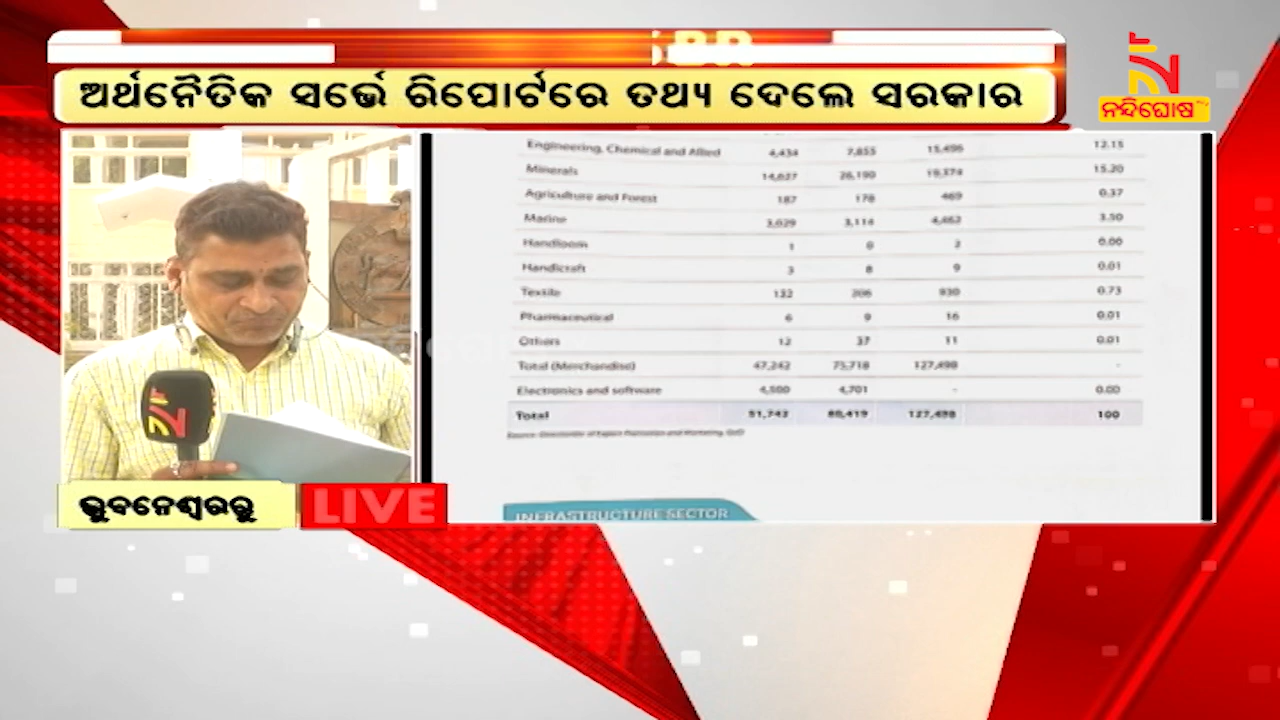 ଅର୍ଥନୈତିକ ସର୍ଭେ ରିପୋର୍ଟରେ ତଥ୍ୟ ଦେଲେ ସରକାର
ନନ୍ଦିଘୋଷ
Engineering, Chemical and Allied 4,434 7,855 15,496 12.15
Minerals 14,627 15.20
Agriculture and Forest 187 178 469 0.37
Marine 3,029 3,114 4,462 3.50
Handloom 1 0 2 0.00
Handicraft 3 8 9 0.01
Textile 132 206 930 0.73
Pharmaceutical 6 9 16 0.01
Others 12 37 11 0.01
Total (Merchandise) 47,242 75,718 127,498 -
Electronics and software 4,500 4,701 - 0.00
Total 51,742 80,419 127,498 100
INFRASTRUCTURE SECTOR
ଭୁବନେଶ୍ୱରରୁ
LIVE